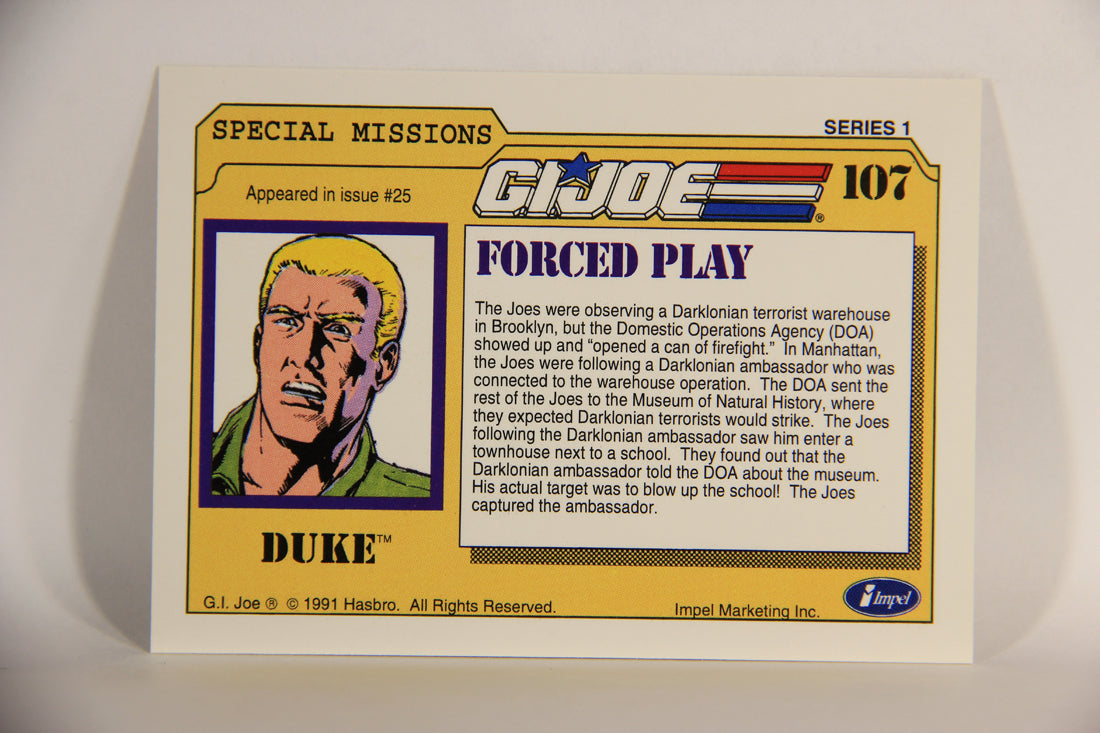 SPECIAL MISSIONS
SERIES 1
Appeared in issue #25
G.I. JOE ®
107
FORCED PLAY
The Joes were observing a Darklonian terrorist warehouse
in Brooklyn, but the Domestic Operations Agency (DOA)
showed up and “opened a can of firefight.” In Manhattan,
the Joes were following a Darklonian ambassador who was
connected to the warehouse operation. The DOA sent the
rest of the Joes to the Museum of Natural History, where
they expected Darklonian terrorists would strike. The Joes
following the Darklonian ambassador saw him enter a
townhouse next to a school. They found out that the
Darklonian ambassador told the DOA about the museum.
His actual target was to blow up the school! The Joes
captured the ambassador.
DUKE™
G.I. Joe ® © 1991 Hasbro. All Rights Reserved.
Impel Marketing Inc.
Impel